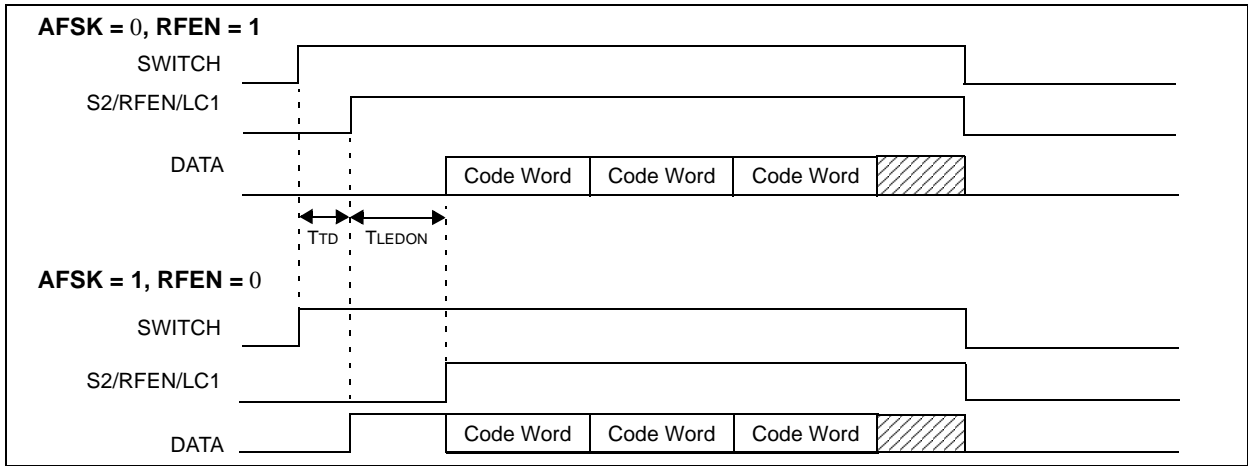 AFSK = 0, RFEN = 1
SWITCH
S2/RFEN/LC1
DATA
Code Word Code Word Code Word
TTD TLEDON
AFSK = 1, RFEN = 0
SWITCH
S2/RFEN/LC1
DATA
Code Word Code Word Code Word